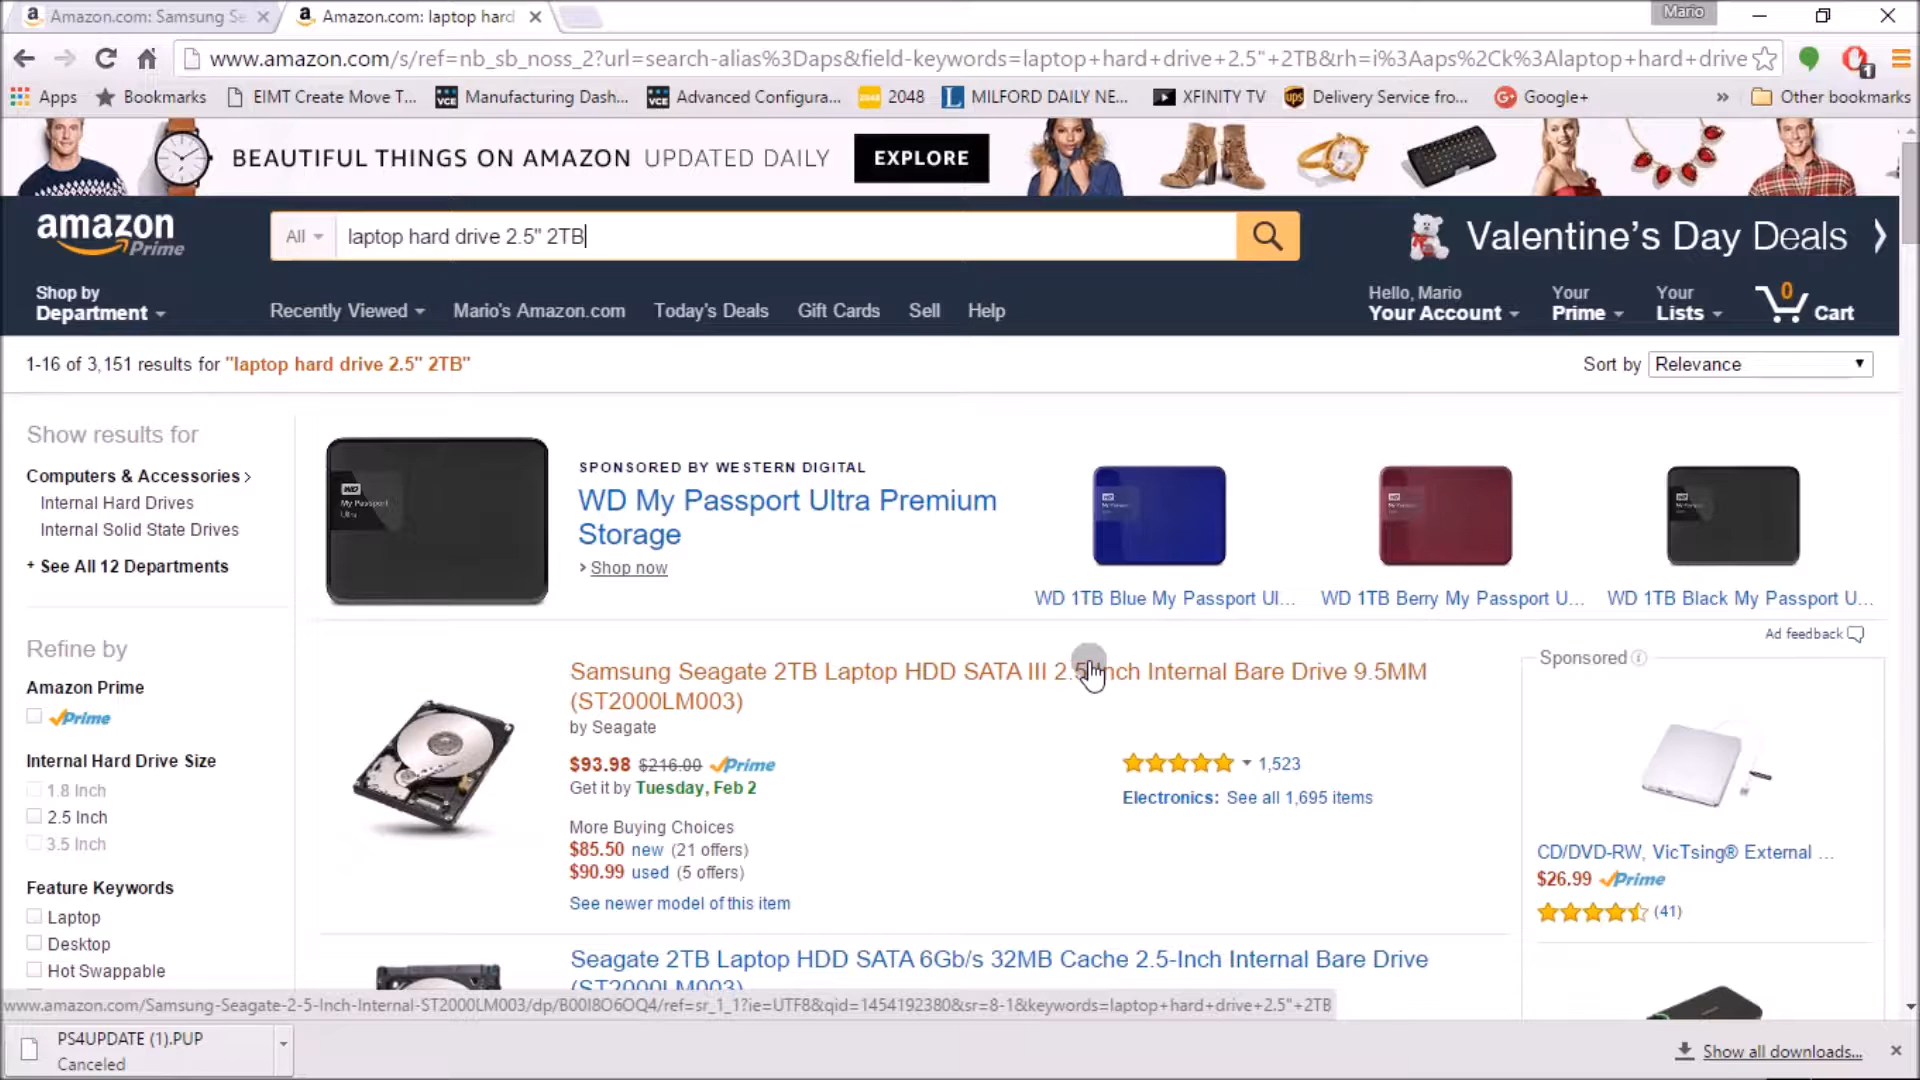 Amazon.com: Samsung Se
Amazon.com: laptop hard
Mario
www.amazon.com/s/ref=nb_sb_noss_2?url=search-alias%3Daps&field-keywords=laptop+hard+drive+2.5"+2TB&rh=i%3Aaps%2Ck%3Alaptop+hard+drive
1
Apps Bookmarks EIMT Create Move T... VCE Manufacturing Dash... VCE Advanced Configura... 2048 2048 L MILFORD DAILY NE... XFINITY TV ups Delivery Service fro... G+ Google+ » Other bookmarks
BEAUTIFUL THINGS ON AMAZON UPDATED DAILY EXPLORE
amazon Prime
All laptop hard drive 2.5" 2TB
Valentine's Day Deals
Shop by Department
Recently Viewed Mario's Amazon.com Today's Deals Gift Cards Sell Help
Hello, Mario
Your Account
Your
Prime
Your
Lists
0 Cart
1-16 of 3,151 results for "laptop hard drive 2.5" 2TB"
Sort by Relevance
Show results for
Computers & Accessories >
Internal Hard Drives
Internal Solid State Drives
+ See All 12 Departments
Refine by
Amazon Prime
Prime
Internal Hard Drive Size
1.8 Inch
2.5 Inch
3.5 Inch
Feature Keywords
Laptop
Desktop
Hot Swappable
WD
My Passport
Ultra
SPONSORED BY WESTERN DIGITAL
WD My Passport Ultra Premium
Storage
> Shop now
WD
WD 1TB Blue My Passport Ul...
WD
WD 1TB Berry My Passport U...
WD
WD 1TB Black My Passport U...
Ad feedback
Samsung Seagate 2TB Laptop HDD SATA III 2.5-Inch Internal Bare Drive 9.5MM
(ST2000LM003)
by Seagate
$93.98 $216.00 Prime
Get it by Tuesday, Feb 2
More Buying Choices
$85.50 new (21 offers)
$90.99 used (5 offers)
See newer model of this item
1,523
Electronics: See all 1,695 items
Seagate 2TB Laptop HDD SATA 6Gb/s 32MB Cache 2.5-Inch Internal Bare Drive
(ST2000LM003)
Sponsored
CD/DVD-RW, VicTsing® External ...
$26.99 Prime
(41)
www.amazon.com/Samsung-Seagate-2-5-Inch-Internal-ST2000LM003/dp/B00I8O6OQ4/ref=sr_1_1?ie=UTF8&qid=1454192380&sr=8-1&keywords=laptop+hard+drive+2.5"+2TB
PS4UPDATE (1).PUP
Canceled
Show all downloads...